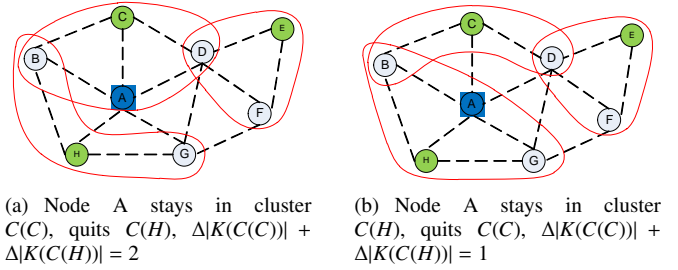 C
E
D
B
A
F
H
G
(a) Node A stays in cluster
C(C), quits C(H), Δ|K(C(C))| +
Δ|K(C(H))| = 2
C
E
D
B
A
F
H
G
(b) Node A stays in cluster
C(H), quits C(C), Δ|K(C(C))| +
Δ|K(C(H))| = 1